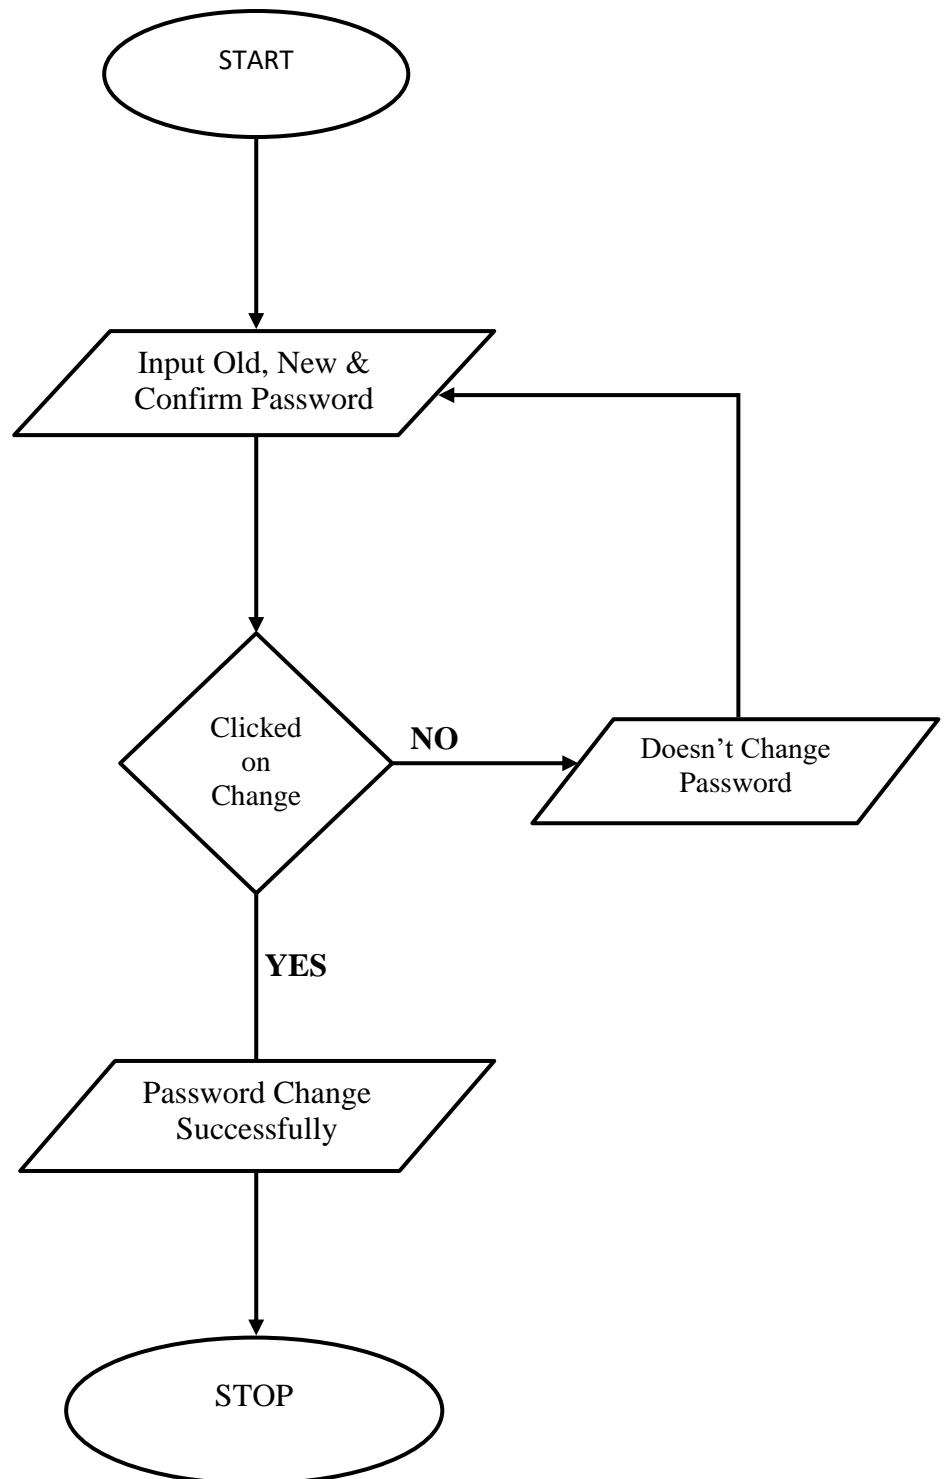 START
Input Old, New &
Confirm Password
Clicked
on
Change
NO
Doesn’t Change
Password
YES
Password Change
Successfully
STOP